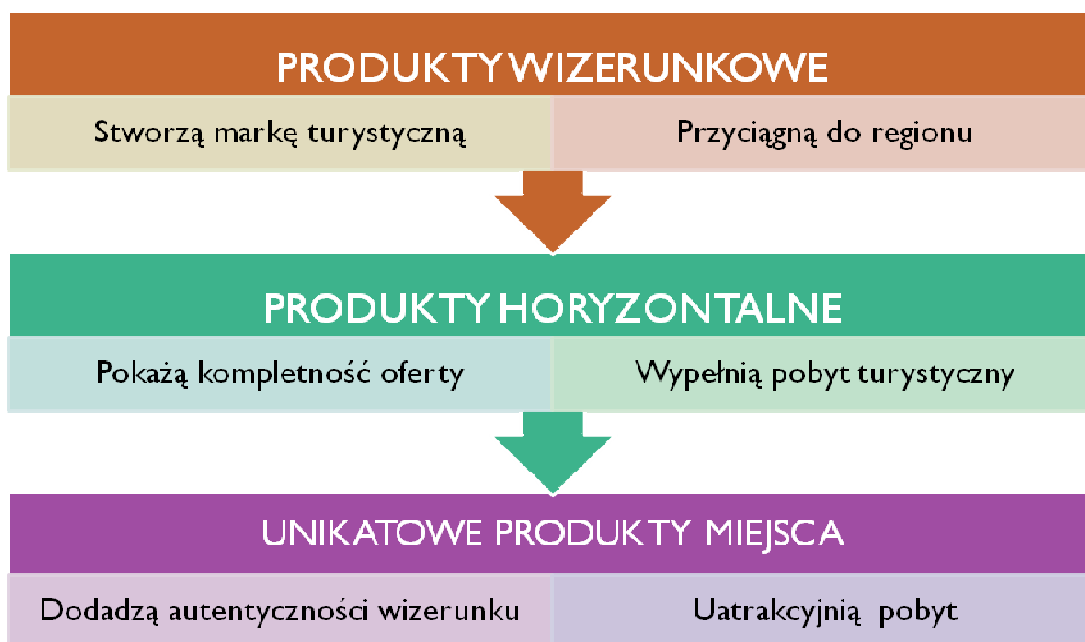 PRODUKTY WIZERUNKOWE
Stworzą markę turystyczną
Przyciągną do regionu
PRODUKTY HORYZONTALNE
Pokażą kompletność oferty
Wypełnią pobyt turystyczny
UNIKATOWE PRODUKTY MIEJSCA
Dodadzą autentyczności wizerunku
Uatrakcyjnią pobyt